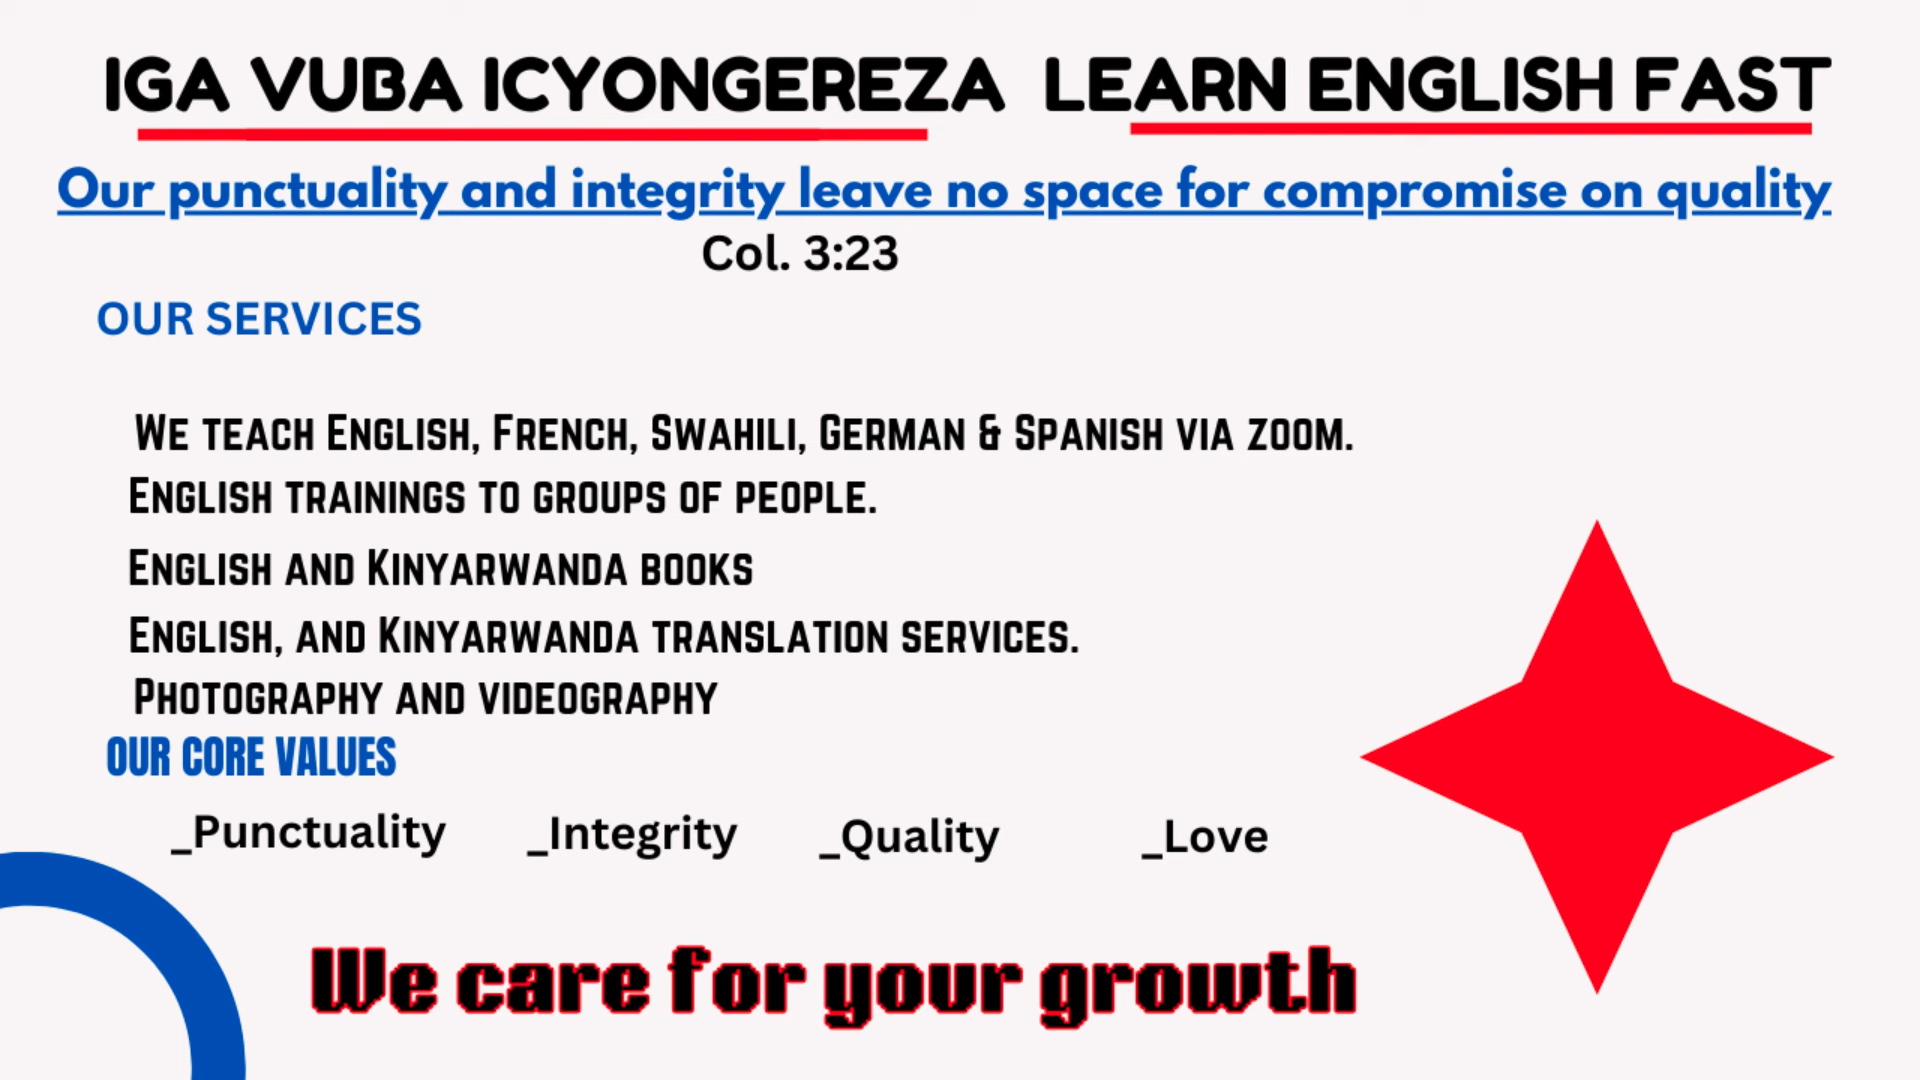 IGA VUBA ICYONGEREZA LEARN ENGLISH FAST
Our punctuality and integrity leave no space for compromise on quality
Col. 3:23
OUR SERVICES
We teach English, French, Swahili, German & Spanish via zoom.
English trainings to groups of people.
English and Kinyarwanda books
English, and Kinyarwanda translation services.
Photography and videography
OUR CORE VALUES
_Punctuality _Integrity _Quality _Love
We care for your growth